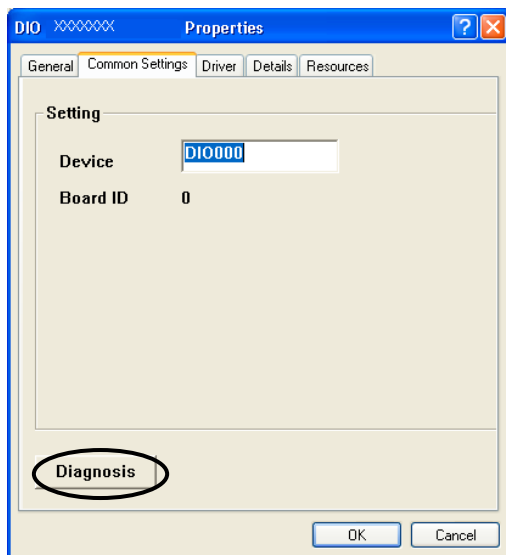 DIO XXXXXXX Properties
General Common Settings Driver Details Resources
Setting
Device DIO000
Board ID 0
Diagnosis
OK Cancel